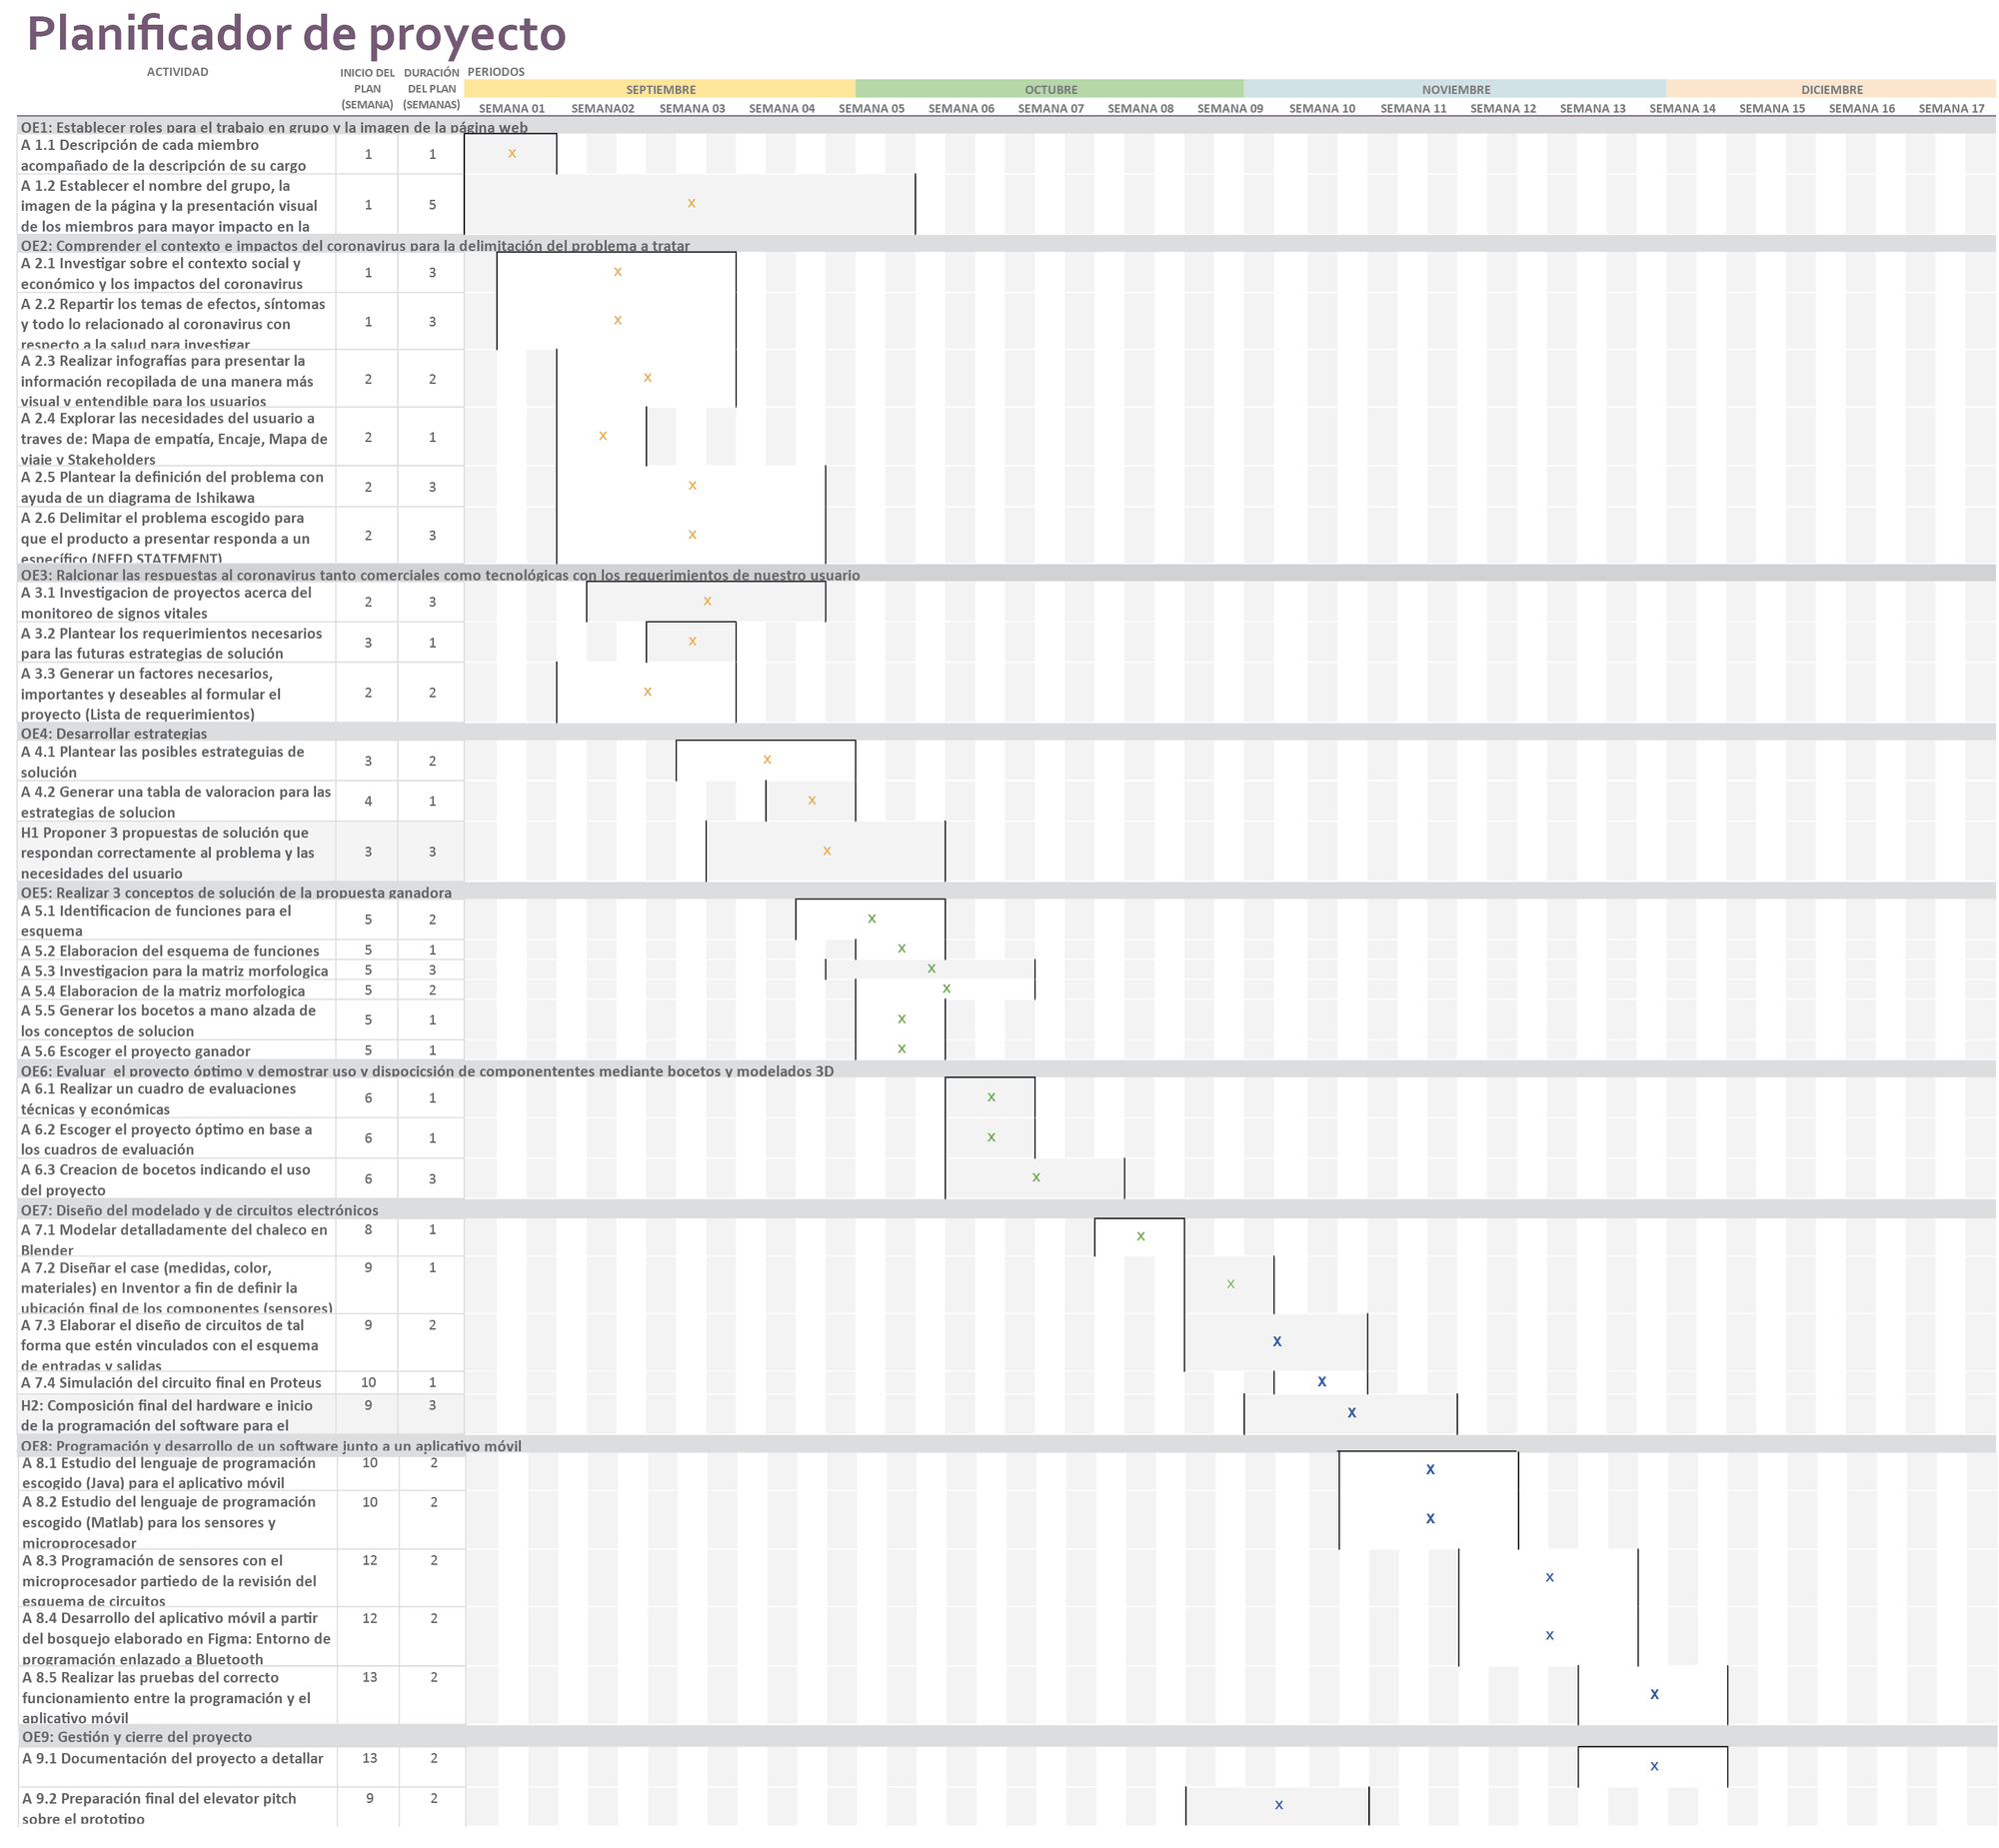 Planificador de proyecto
ACTIVIDAD
INICIO DEL
PLAN
(SEMANA)
DURACIÓN
DEL PLAN
(SEMANAS)
PERIODOS
SEPTIEMBRE OCTUBRE NOVIEMBRE DICIEMBRE
SEMANA 01 SEMANA02 SEMANA 03 SEMANA 04 SEMANA 05 SEMANA 06 SEMANA 07 SEMANA 08 SEMANA 09 SEMANA 10 SEMANA 11 SEMANA 12 SEMANA 13 SEMANA 14 SEMANA 15 SEMANA 16 SEMANA 17
OE1: Establecer roles para el trabajo en grupo y la imagen de la página web
A 1.1 Descripción de cada miembro
acompañado de la descripción de su cargo
1 1 X
A 1.2 Establecer el nombre del grupo, la
imagen de la página y la presentación visual
de los miembros para mayor impacto en la
1 5 X
OE2: Comprender el contexto e impactos del coronavirus para la delimitación del problema a tratar
A 2.1 Investigar sobre el contexto social y
económico y los impactos del coronavirus
1 3 X
A 2.2 Repartir los temas de efectos, síntomas
y todo lo relacionado al coronavirus con
respecto a la salud para investigar
1 3 X
A 2.3 Realizar infografías para presentar la
información recopilada de una manera más
visual y entendible para los usuarios
2 2 X
A 2.4 Explorar las necesidades del usuario a
traves de: Mapa de empatía, Encaje, Mapa de
viaje y Stakeholders
2 1 X
A 2.5 Plantear la definición del problema con
ayuda de un diagrama de Ishikawa
2 3 X
A 2.6 Delimitar el problema escogido para
que el producto a presentar responda a un
específico (NEED STATEMENT)
2 3 X
OE3: Ralcionar las respuestas al coronavirus tanto comerciales como tecnológicas con los requerimientos de nuestro usuario
A 3.1 Investigacion de proyectos acerca del
monitoreo de signos vitales
2 3 X
A 3.2 Plantear los requerimientos necesarios
para las futuras estrategias de solución
3 1 X
A 3.3 Generar un factores necesarios,
importantes y deseables al formular el
proyecto (Lista de requerimientos)
2 2 X
OE4: Desarrollar estrategias
A 4.1 Plantear las posibles estrateguias de
solución
3 2 X
A 4.2 Generar una tabla de valoracion para las
estrategias de solucion
4 1 X
H1 Proponer 3 propuestas de solución que
respondan correctamente al problema y las
necesidades del usuario
3 3 X
OE5: Realizar 3 conceptos de solución de la propuesta ganadora
A 5.1 Identificacion de funciones para el
esquema
5 2 X
A 5.2 Elaboracion del esquema de funciones 5 1 X
A 5.3 Investigacion para la matriz morfologica 5 3 X
A 5.4 Elaboracion de la matriz morfologica 5 2 X
A 5.5 Generar los bocetos a mano alzada de
los conceptos de solucion
5 1 X
A 5.6 Escoger el proyecto ganador 5 1 X
OE6: Evaluar el proyecto óptimo y demostrar uso y dispocicsión de componententes mediante bocetos y modelados 3D
A 6.1 Realizar un cuadro de evaluaciones
técnicas y económicas
6 1 X
A 6.2 Escoger el proyecto óptimo en base a
los cuadros de evaluación
6 1 X
A 6.3 Creacion de bocetos indicando el uso
del proyecto
6 3 X
OE7: Diseño del modelado y de circuitos electrónicos
A 7.1 Modelar detalladamente del chaleco en
Blender
8 1 X
A 7.2 Diseñar el case (medidas, color,
materiales) en Inventor a fin de definir la
ubicación final de los componentes (sensores)
9 1 X
A 7.3 Elaborar el diseño de circuitos de tal
forma que estén vinculados con el esquema
de entradas y salidas
9 2 X
A 7.4 Simulación del circuito final en Proteus 10 1 X
H2: Composición final del hardware e inicio
de la programación del software para el
9 3 X
OE8: Programación y desarrollo de un software junto a un aplicativo móvil
A 8.1 Estudio del lenguaje de programación
escogido (Java) para el aplicativo móvil
10 2 X
A 8.2 Estudio del lenguaje de programación
escogido (Matlab) para los sensores y
microprocesador
10 2 X
A 8.3 Programación de sensores con el
microprocesador partiedo de la revisión del
esquema de circuitos
12 2 X
A 8.4 Desarrollo del aplicativo móvil a partir
del bosquejo elaborado en Figma: Entorno de
programación enlazado a Bluetooth
12 2 X
A 8.5 Realizar las pruebas del correcto
funcionamiento entre la programación y el
aplicativo móvil
13 2 X
OE9: Gestión y cierre del proyecto
A 9.1 Documentación del proyecto a detallar 13 2 X
A 9.2 Preparación final del elevator pitch
sobre el prototipo
9 2 X